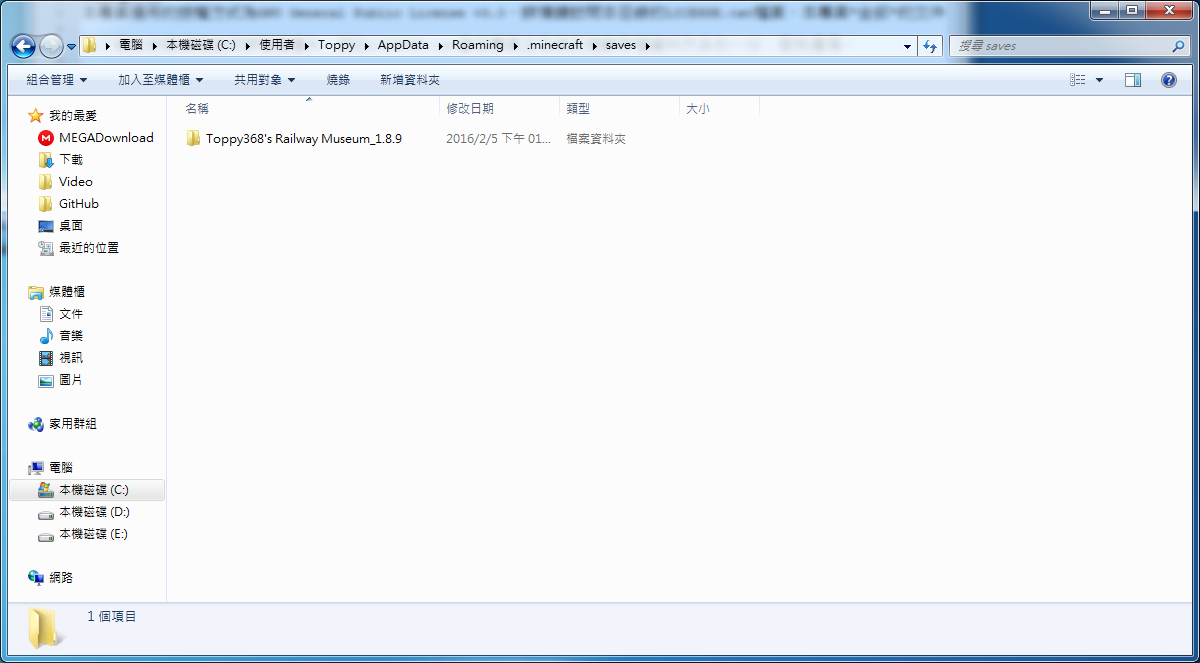 電腦 本機磁碟 (C:) 使用者 Toppy AppData Roaming .minecraft saves
搜尋 saves
組合管理 加入至媒體櫃 共用對象 燒錄 新增資料夾
名稱 修改日期 類型 大小
Toppy368's Railway Museum_1.8.9 2016/2/5 下午 01... 檔案資料夾
我的最愛
MEGADownload
下載
Video
GitHub
桌面
最近的位置
媒體櫃
文件
音樂
視訊
圖片
家用群組
電腦
本機磁碟 (C:)
本機磁碟 (D:)
本機磁碟 (E:)
網路
1 個項目